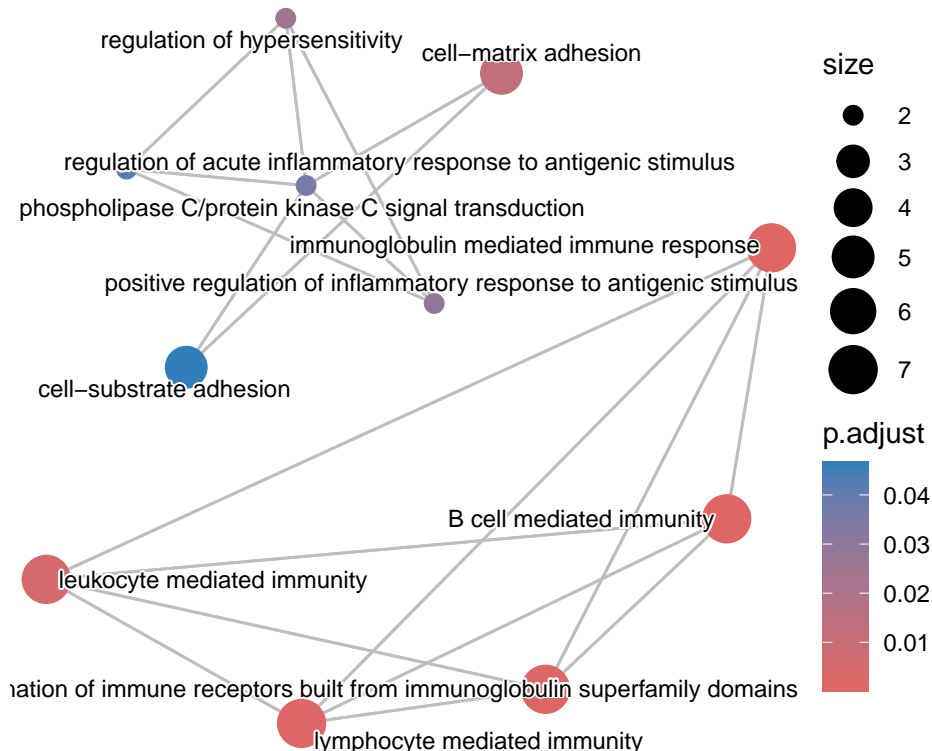 regulation of hypersensitivity
cell−matrix adhesion
regulation of acute inflammatory response to antigenic stimulus
phospholipase C/protein kinase C signal transduction
immunoglobulin mediated immune response
positive regulation of inflammatory response to antigenic stimulus
cell−substrate adhesion
B cell mediated immunity
leukocyte mediated immunity
of immune receptors built from immunoglobulin superfamily domains
lymphocyte mediated immunity
size
2
3
4
5
6
7
p.adjust
0.04
0.03
0.02
0.01